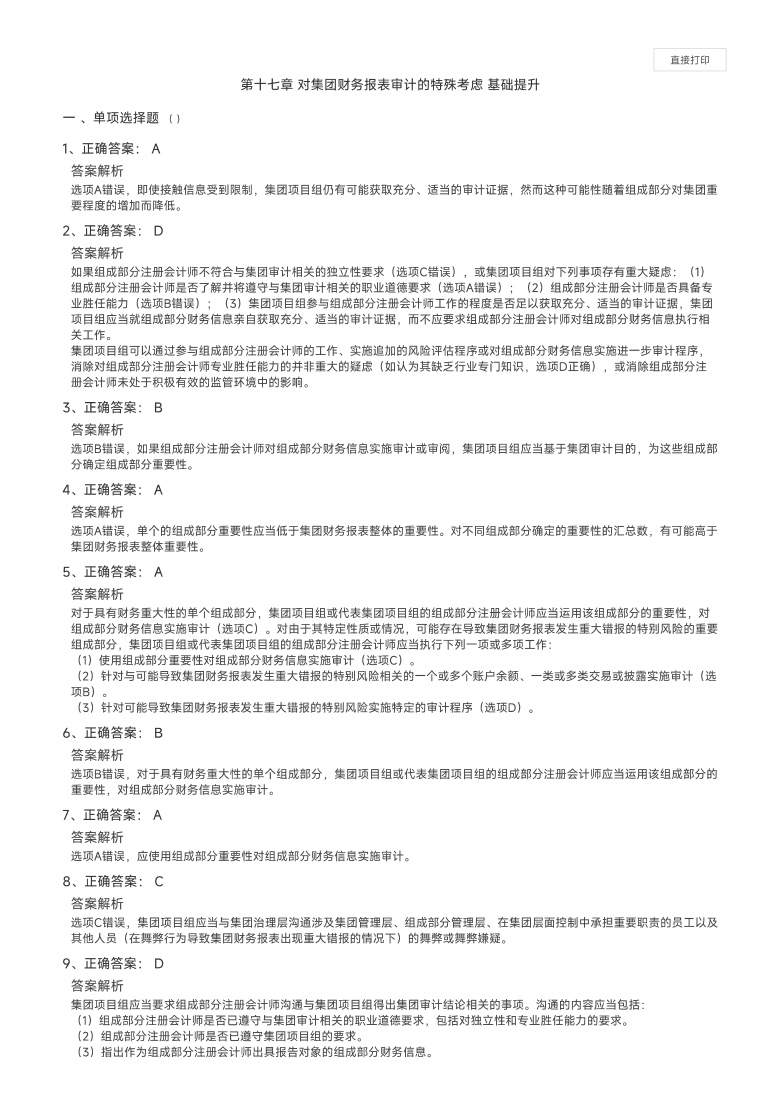 直接打印
第十七章 对集团财务报表审计的特殊考虑 基础提升
一 、单项选择题 （ ）
1、正确答案： A
答案解析
选项A错误，即使接触信息受到限制，集团项目组仍有可能获取充分、适当的审计证据，然而这种可能性随着组成部分对集团重
要程度的增加而降低。
2、正确答案： D
答案解析
如果组成部分注册会计师不符合与集团审计相关的独立性要求（选项C错误），或集团项目组对下列事项存有重大疑虑：（1）
组成部分注册会计师是否了解并将遵守与集团审计相关的职业道德要求（选项A错误）；（2）组成部分注册会计师是否具备专
业胜任能力（选项B错误）；（3）集团项目组参与组成部分注册会计师工作的程度是否足以获取充分、适当的审计证据，集团
项目组应当就组成部分财务信息亲自获取充分、适当的审计证据，而不应要求组成部分注册会计师对组成部分财务信息执行相
关工作。
集团项目组可以通过参与组成部分注册会计师的工作、实施追加的风险评估程序或对组成部分财务信息实施进一步审计程序，
消除对组成部分注册会计师专业胜任能力的并非重大的疑虑（如认为其缺乏行业专门知识，选项D正确），或消除组成部分注
册会计师未处于积极有效的监管环境中的影响。
3、正确答案： B
答案解析
选项B错误，如果组成部分注册会计师对组成部分财务信息实施审计或审阅，集团项目组应当基于集团审计目的，为这些组成部
分确定组成部分重要性。
4、正确答案： A
答案解析
选项A错误，单个的组成部分重要性应当低于集团财务报表整体的重要性。对不同组成部分确定的重要性的汇总数，有可能高于
集团财务报表整体重要性。
5、正确答案： A
答案解析
对于具有财务重大性的单个组成部分，集团项目组或代表集团项目组的组成部分注册会计师应当运用该组成部分的重要性，对
组成部分财务信息实施审计（选项C）。对由于其特定性质或情况，可能存在导致集团财务报表发生重大错报的特别风险的重要
组成部分，集团项目组或代表集团项目组的组成部分注册会计师应当执行下列一项或多项工作：
（1）使用组成部分重要性对组成部分财务信息实施审计（选项C）。
（2）针对与可能导致集团财务报表发生重大错报的特别风险相关的一个或多个账户余额、一类或多类交易或披露实施审计（选
项B）。
（3）针对可能导致集团财务报表发生重大错报的特别风险实施特定的审计程序（选项D）。
6、正确答案： B
答案解析
选项B错误，对于具有财务重大性的单个组成部分，集团项目组或代表集团项目组的组成部分注册会计师应当运用该组成部分的
重要性，对组成部分财务信息实施审计。
7、正确答案： A
答案解析
选项A错误，应使用组成部分重要性对组成部分财务信息实施审计。
8、正确答案： C
答案解析
选项C错误，集团项目组应当与集团治理层沟通涉及集团管理层、组成部分管理层、在集团层面控制中承担重要职责的员工以及
其他人员（在舞弊行为导致集团财务报表出现重大错报的情况下）的舞弊或舞弊嫌疑。
9、正确答案： D
答案解析
集团项目组应当要求组成部分注册会计师沟通与集团项目组得出集团审计结论相关的事项。沟通的内容应当包括：
（1）组成部分注册会计师是否已遵守与集团审计相关的职业道德要求，包括对独立性和专业胜任能力的要求。
（2）组成部分注册会计师是否已遵守集团项目组的要求。
（3）指出作为组成部分注册会计师出具报告对象的组成部分财务信息。